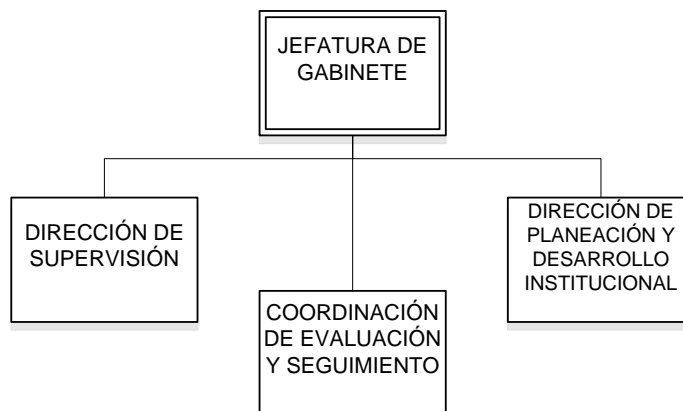 JEFATURA DE
GABINETE
DIRECCIÓN DE
SUPERVISIÓN
DIRECCIÓN DE
PLANEACIÓN Y
DESARROLLO
INSTITUCIONAL
COORDINACIÓN
DE EVALUACIÓN
Y SEGUIMIENTO